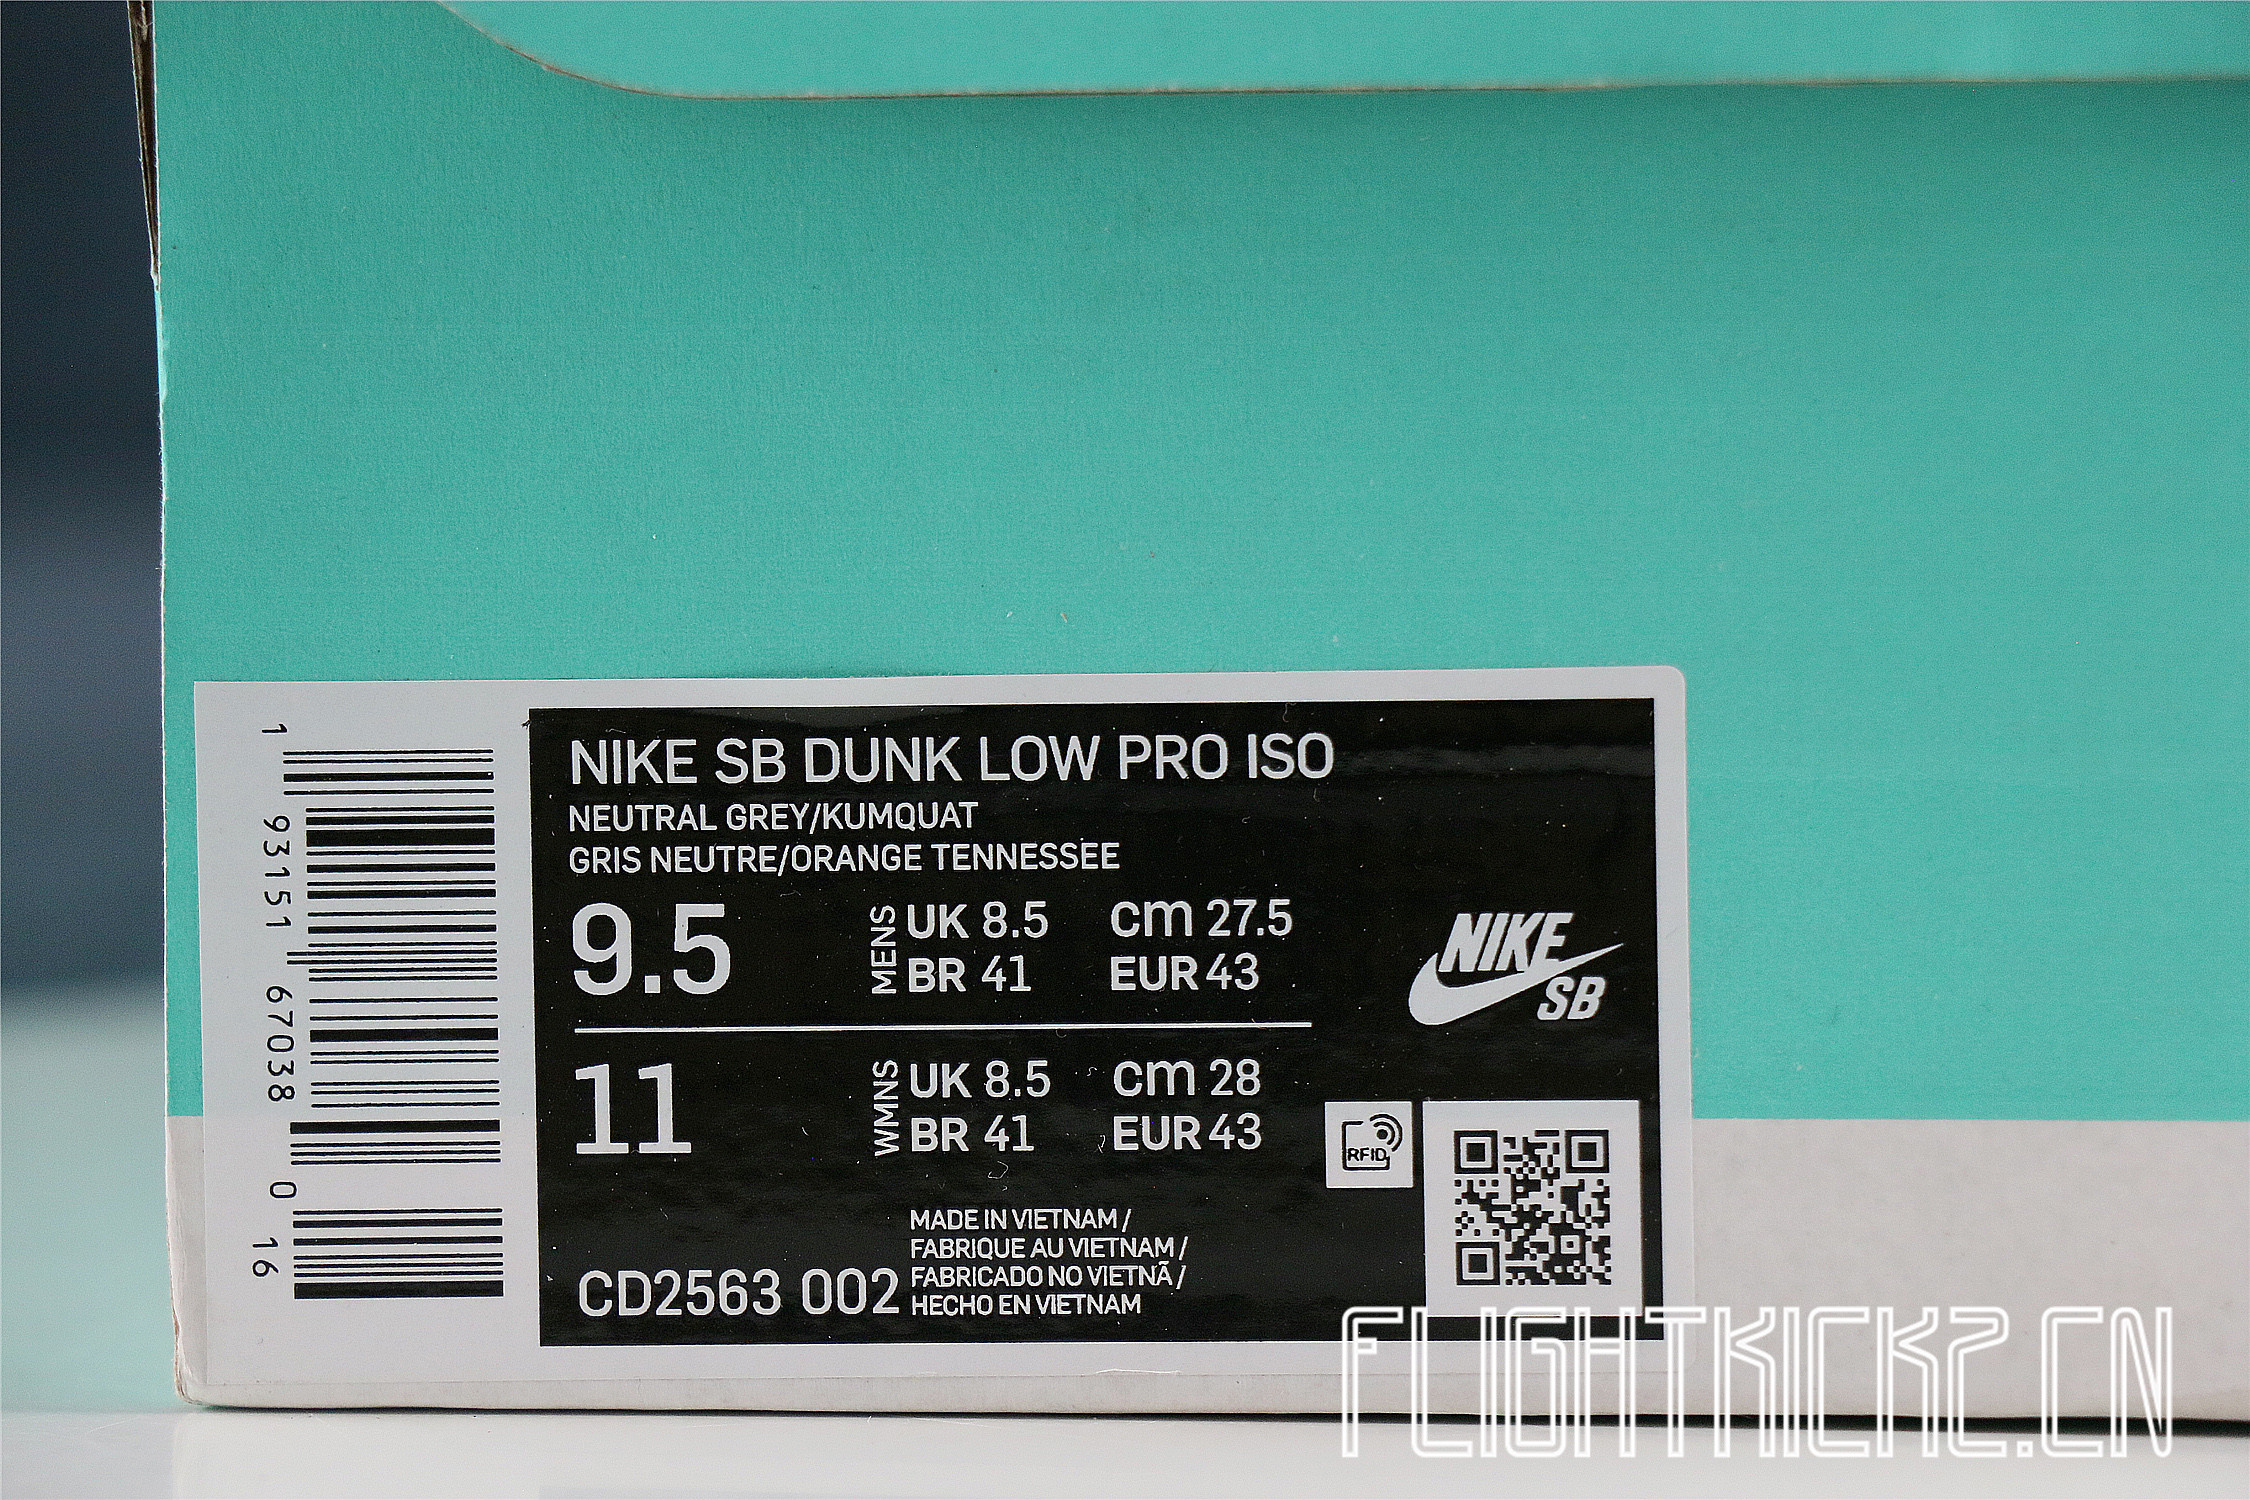 1 93151 67038 0 16
NIKE SB DUNK LOW PRO ISO
NEUTRAL GREY/KUMQUAT
GRIS NEUTRE/ORANGE TENNESSEE
9.5
MENS
UK 8.5 cm 27.5
BR 41 EUR 43
NIKE
SB
11
WMNS
UK 8.5 cm 28
BR 41 EUR 43
RFID
CD2563 002
MADE IN VIETNAM /
FABRIQUE AU VIETNAM /
FABRICADO NO VIETNÃ /
HECHO EN VIETNAM
FLIGHTKICKZ.CN